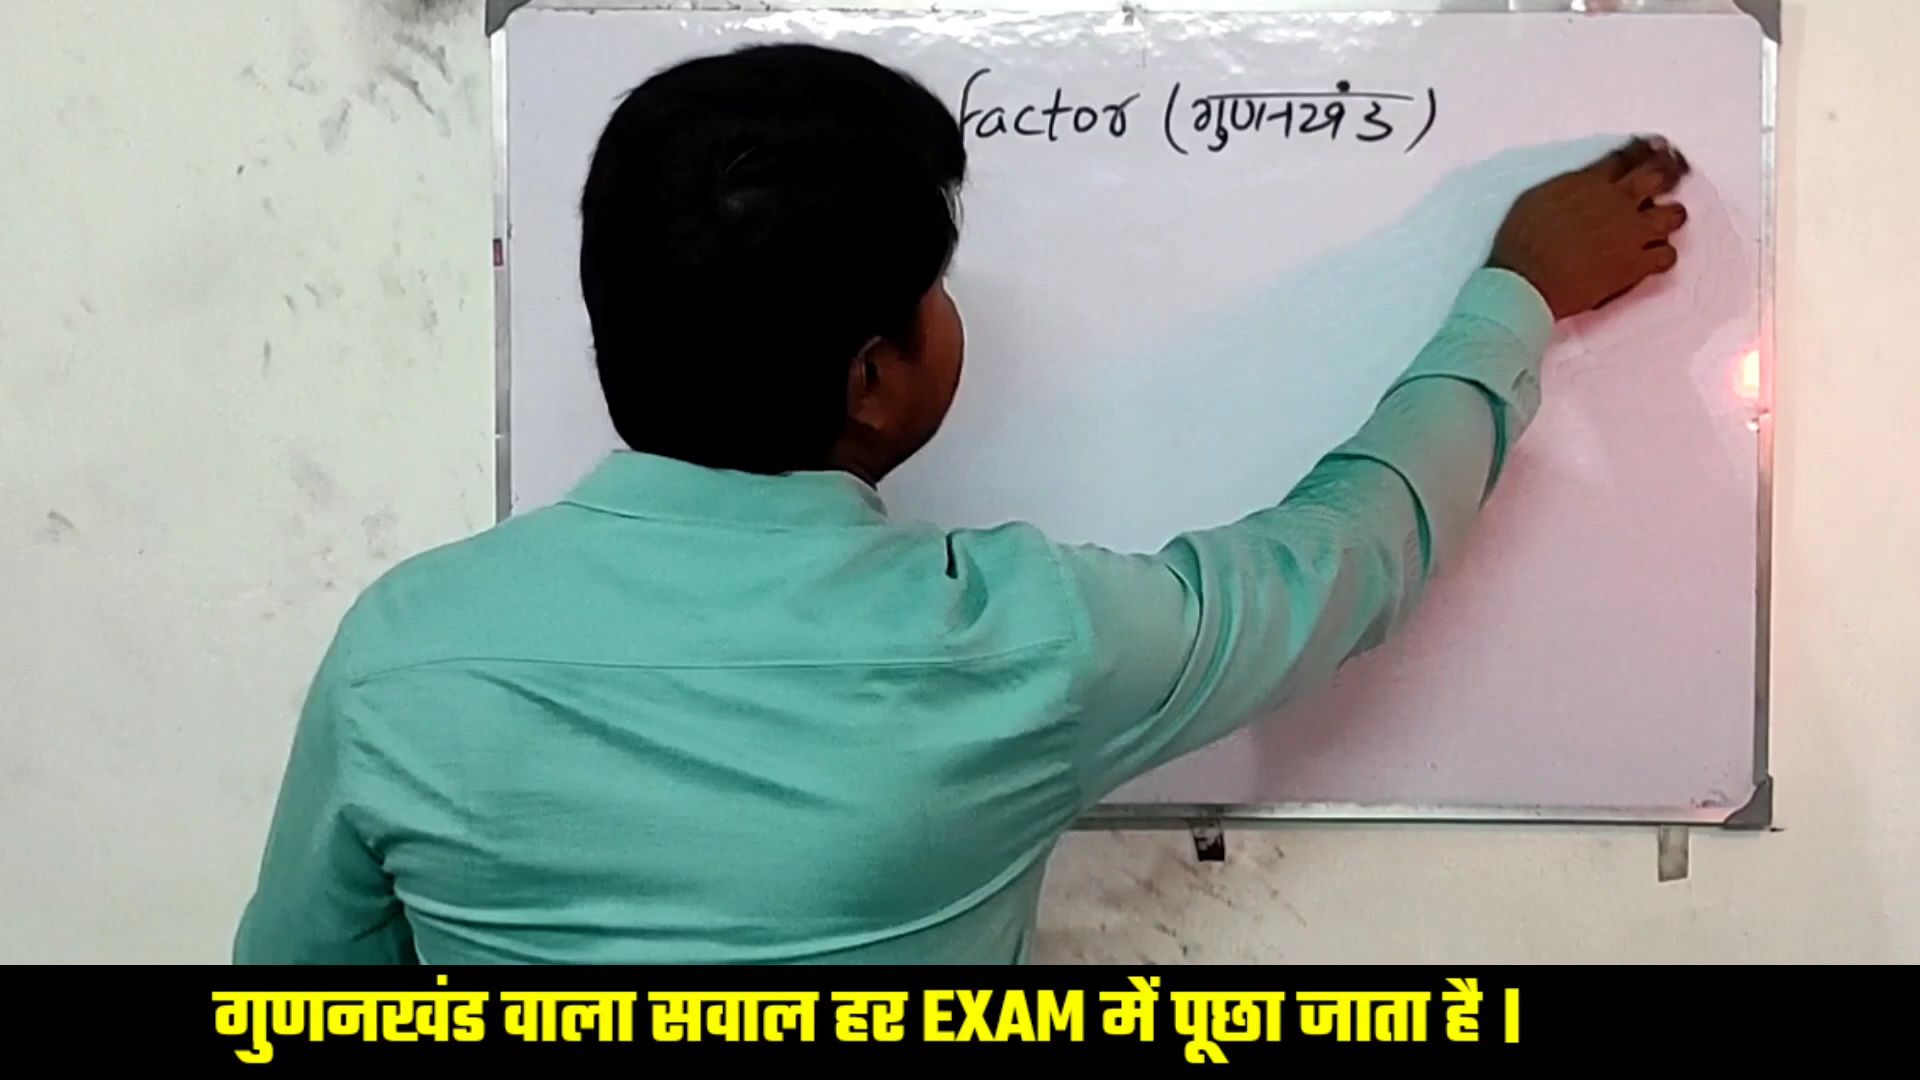 factor (गुणनखंड)
गुणनखंड वाला सवाल हर EXAM में पूछा जाता है ।